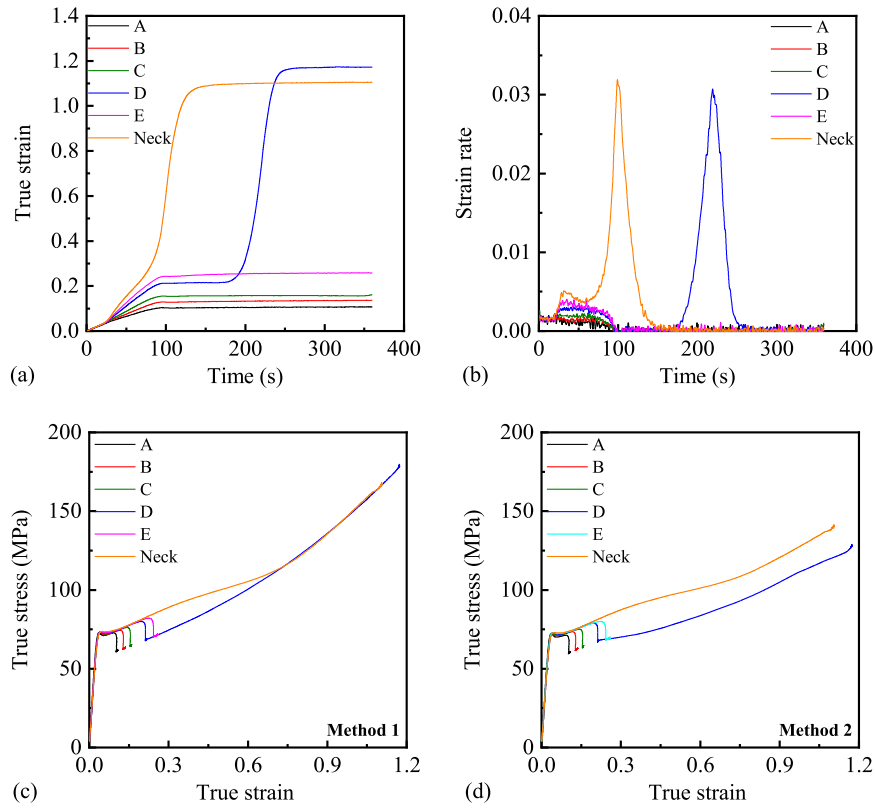 1.4
1.2
1.0
0.8
0.6
0.4
0.2
0.0
True strain
A
B
C
D
E
Neck
0 100 200 300 400
Time (s)
(a)
0.04
0.03
0.02
0.01
0.00
Strain rate
A
B
C
D
E
Neck
0 100 200 300 400
Time (s)
(b)
200
150
100
50
0
True stress (MPa)
A
B
C
D
E
Neck
Method 1
0.0 0.3 0.6 0.9 1.2
True strain
(c)
200
150
100
50
0
True stress (MPa)
A
B
C
D
E
Neck
Method 2
0.0 0.3 0.6 0.9 1.2
True strain
(d)